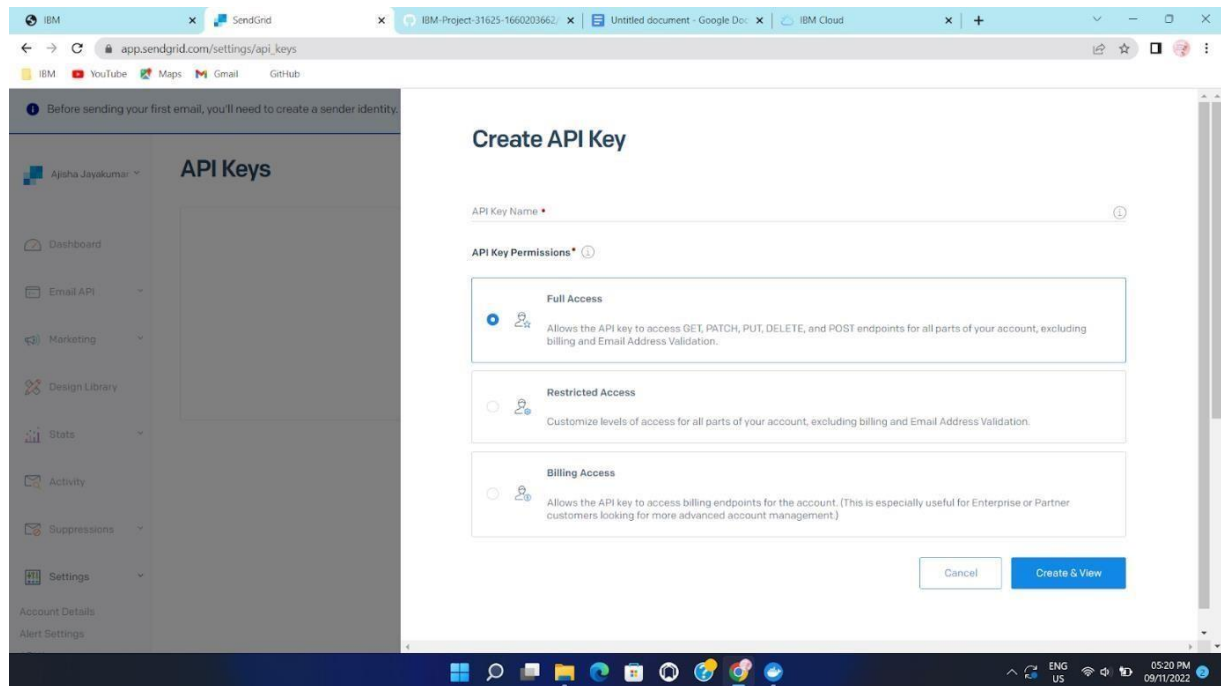 IBM
SendGrid
IBM-Project-31625-1660203662/
Untitled document - Google Doc
IBM Cloud
app.sendgrid.com/settings/api_keys
IBM YouTube Maps Gmail GitHub
Before sending your first email, you'll need to create a sender identity.
Ajisha Jayakumar
API Keys
Dashboard
Email API
Marketing
Design Library
Stats
Activity
Suppressions
Settings
Account Details
Alert Settings
Create API Key
API Key Name •
API Key Permissions•
Full Access
Allows the API key to access GET, PATCH, PUT, DELETE, and POST endpoints for all parts of your account, excluding
billing and Email Address Validation.
Restricted Access
Customize levels of access for all parts of your account, excluding billing and Email Address Validation.
Billing Access
Allows the API key to access billing endpoints for the account. (This is especially useful for Enterprise or Partner
customers looking for more advanced account management.)
Cancel
Create & View
ENG
US
05:20 PM
09/11/2022
2